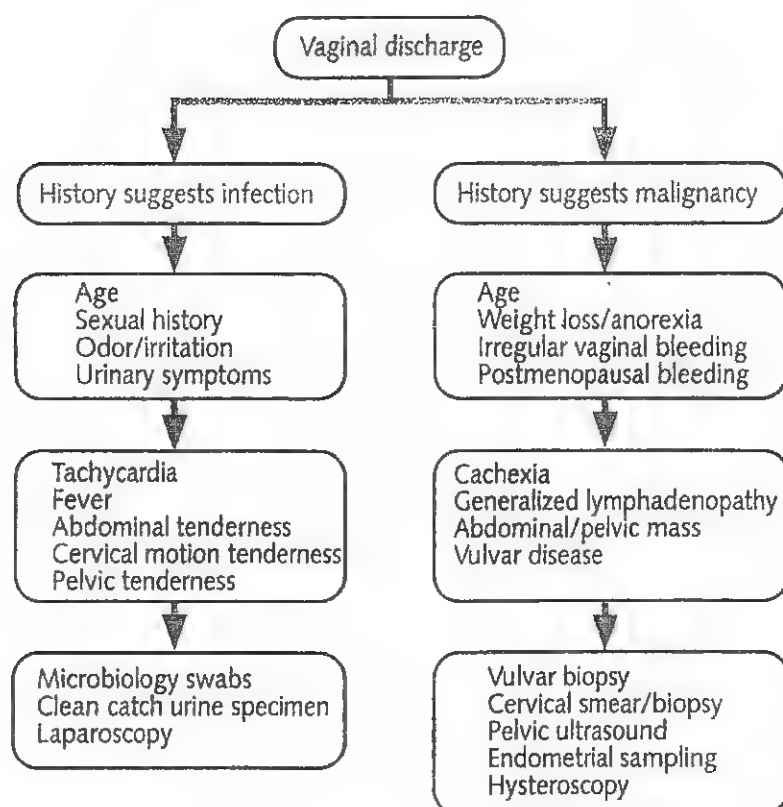 Vaginal discharge
History suggests infection
History suggests malignancy
Age
Sexual history
Odor/irritation
Urinary symptoms
Age
Weight loss/anorexia
Irregular vaginal bleeding
Postmenopausal bleeding
Tachycardia
Fever
Abdominal tenderness
Cervical motion tenderness
Pelvic tenderness
Cachexia
Generalized lymphadenopathy
Abdominal/pelvic mass
Vulvar disease
Microbiology swabs
Clean catch urine specimen
Laparoscopy
Vulvar biopsy
Cervical smear/biopsy
Pelvic ultrasound
Endometrial sampling
Hysteroscopy